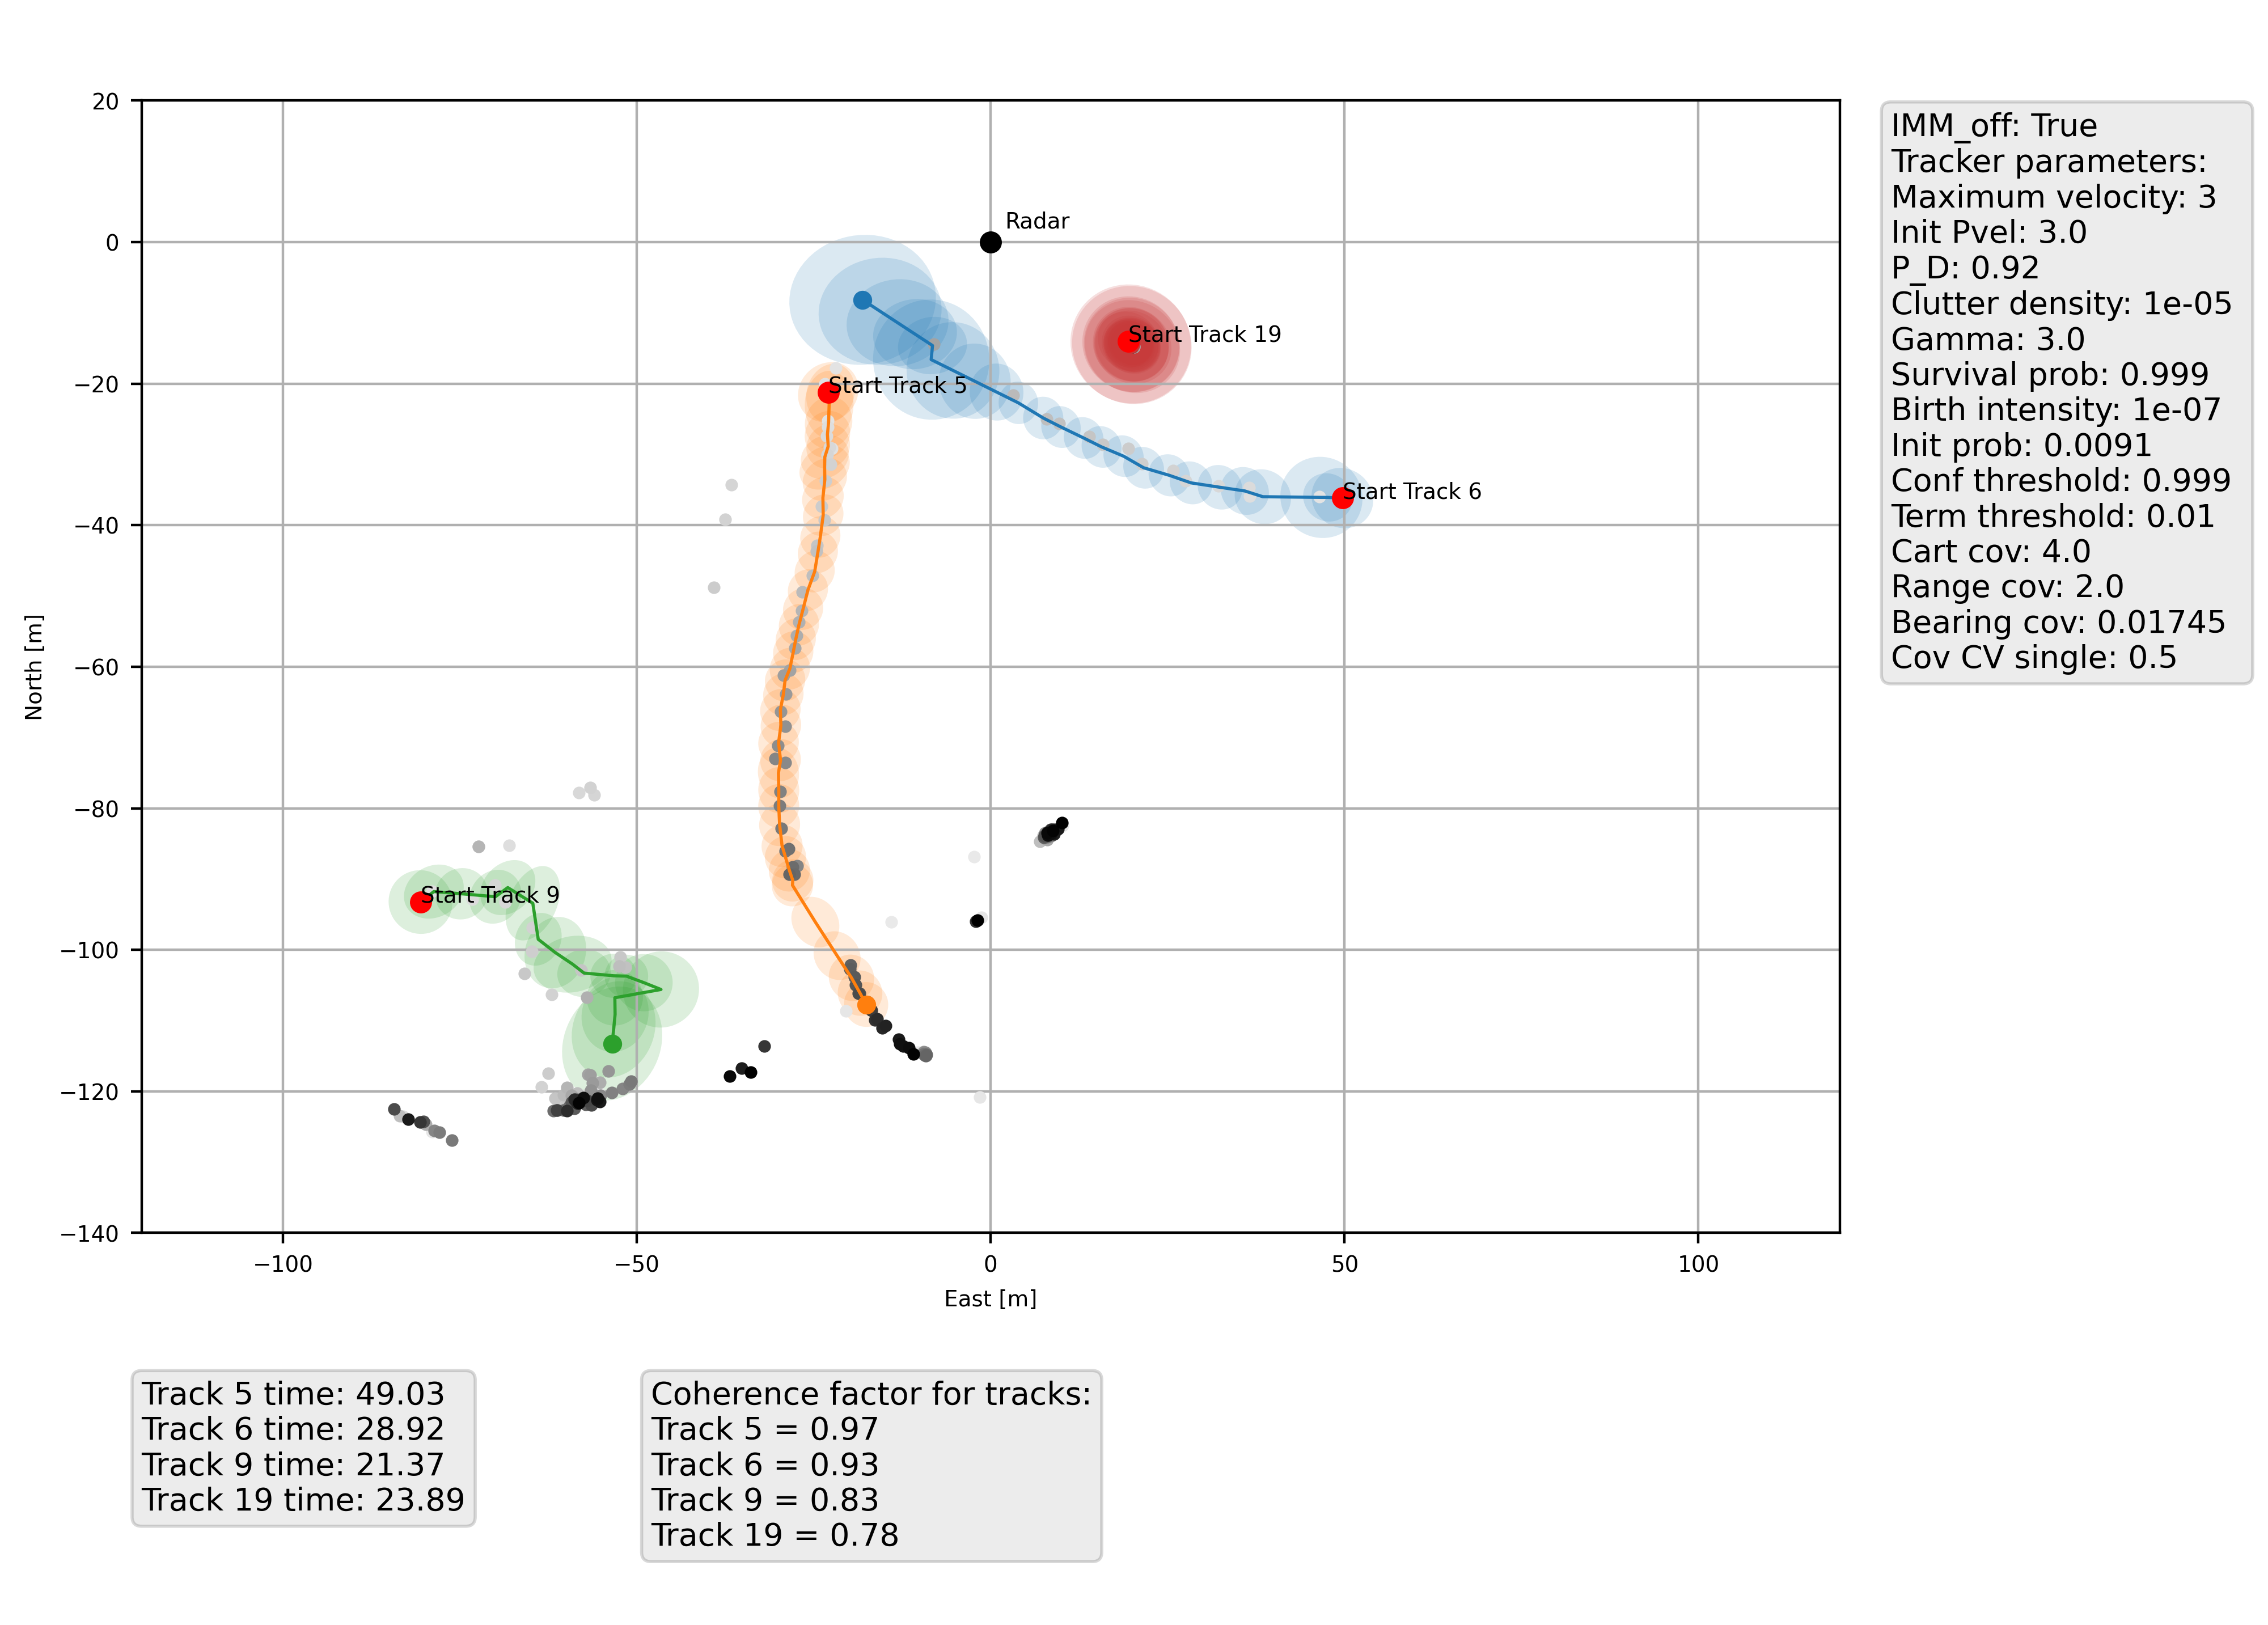 20
0
−20
−40
−60
−80
−100
−120
−140
North [m]
−100
−50
0
50
100
East [m]
Radar
Start Track 19
Start Track 5
Start Track 6
Start Track 9
IMM_off: True
Tracker parameters:
Maximum velocity: 3
Init Pvel: 3.0
P_D: 0.92
Clutter density: 1e-05
Gamma: 3.0
Survival prob: 0.999
Birth intensity: 1e-07
Init prob: 0.0091
Conf threshold: 0.999
Term threshold: 0.01
Cart cov: 4.0
Range cov: 2.0
Bearing cov: 0.01745
Cov CV single: 0.5
Track 5 time: 49.03
Track 6 time: 28.92
Track 9 time: 21.37
Track 19 time: 23.89
Coherence factor for tracks:
Track 5 = 0.97
Track 6 = 0.93
Track 9 = 0.83
Track 19 = 0.78